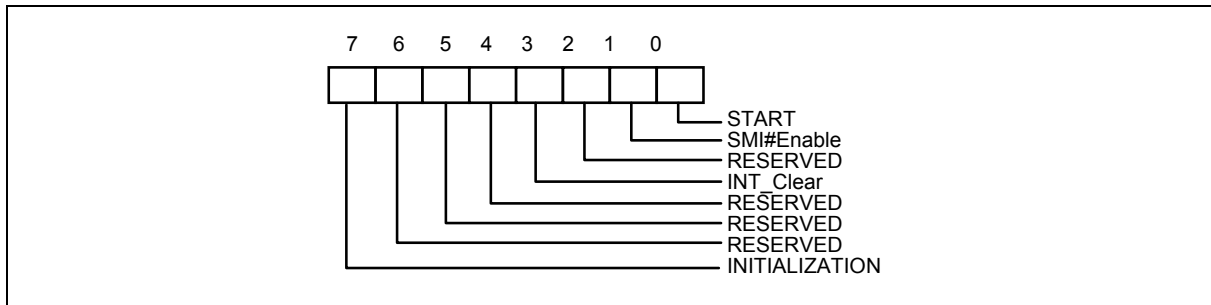 7 6 5 4 3 2 1 0
START
SMI#Enable
RESERVED
INT_Clear
RESERVED
RESERVED
RESERVED
INITIALIZATION